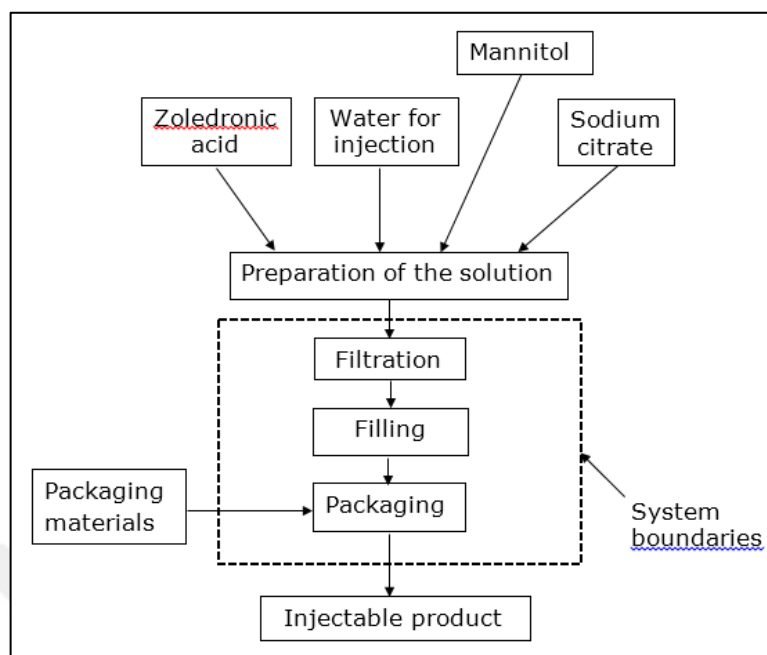 Mannitol
Zoledronic
acid
Water for
injection
Sodium
citrate
Preparation of the solution
Filtration
Filling
Packaging
Packaging
materials
System
boundaries
Injectable product